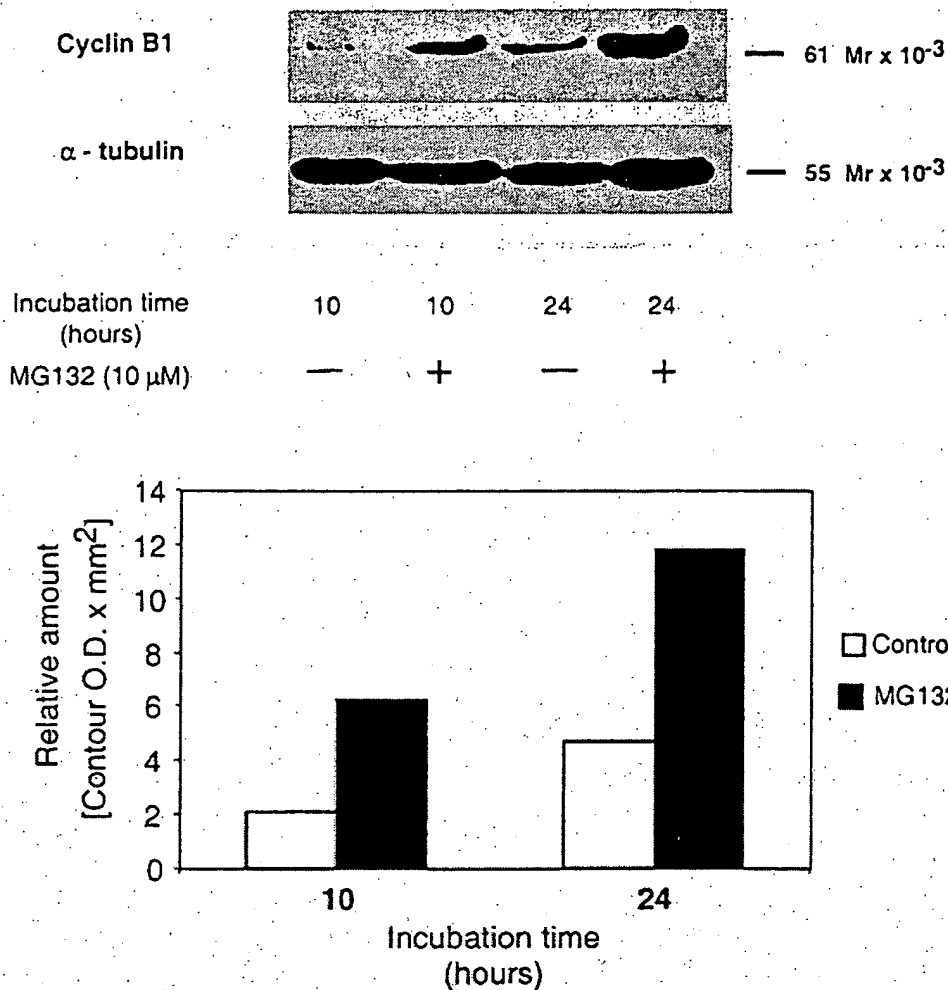 Cyclin B1
61 Mr x 10-3
α - tubulin
55 Mr x 10-3
Incubation time
(hours)
10 10 24 24
MG132 (10 µM)
— + — +
Relative amount
[Contour O.D. x mm2]
14
12
10
8
6
4
2
0
Contro
MG132
10 24
Incubation time
(hours)